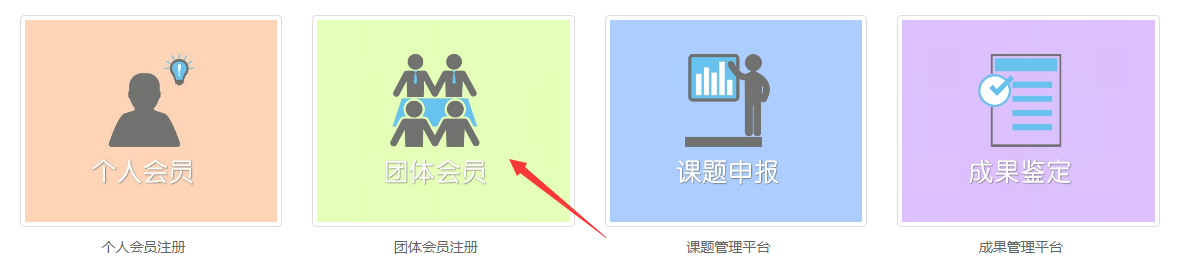 个人会员
团体会员
课题申报
成果鉴定
个人会员注册
团体会员注册
课题管理平台
成果管理平台